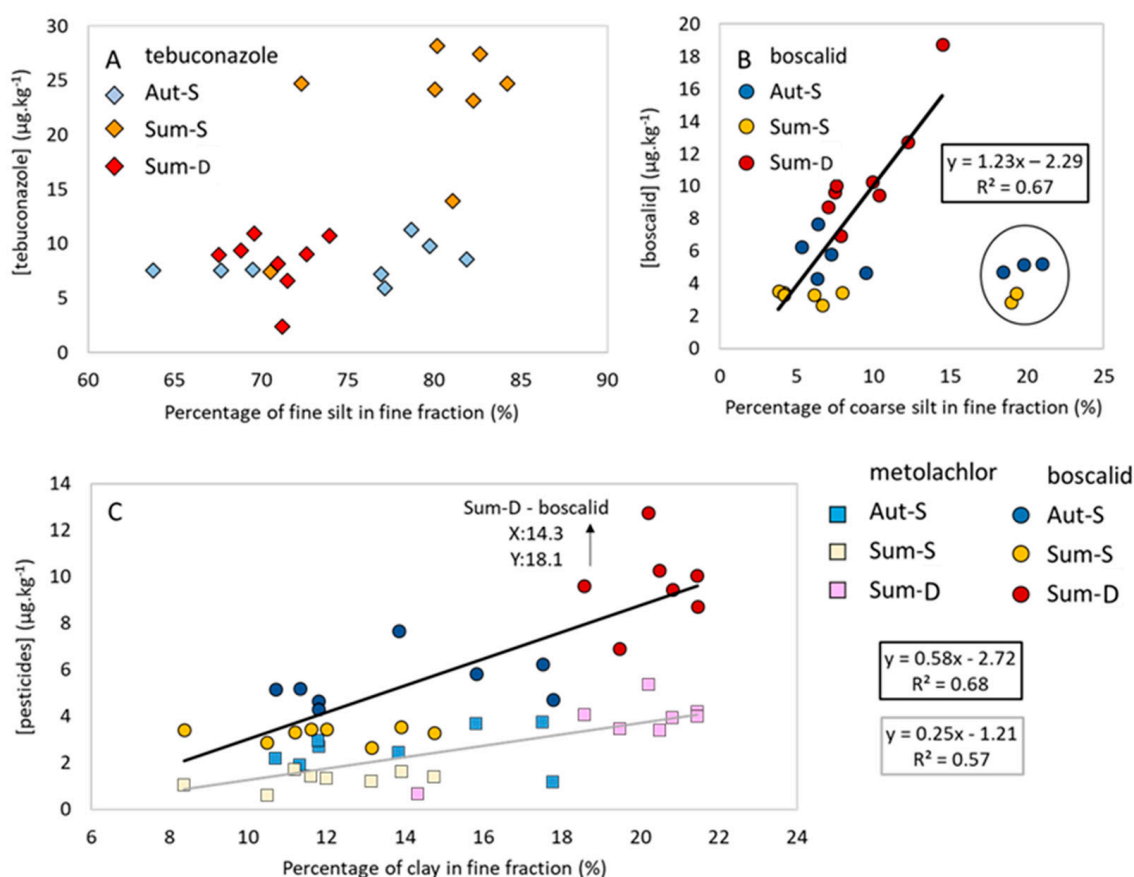 A tebuconazole
Aut-S
Sum-S
Sum-D
[tebuconazole] (µg.kg-1)
30
25
20
15
10
5
0
60 65 70 75 80 85 90
Percentage of fine silt in fine fraction (%)
B boscalid
Aut-S
Sum-S
Sum-D
[boscalid] (µg.kg-1)
20
18
16
14
12
10
8
6
4
2
0
y = 1.23x – 2.29
R² = 0.67
0 5 10 15 20 25
Percentage of coarse silt in fine fraction (%)
C
[pesticides] (µg.kg-1)
14
12
10
8
6
4
2
0
Sum-D - boscalid
X:14.3
Y:18.1
6 8 10 12 14 16 18 20 22 24
Percentage of clay in fine fraction (%)
metolachlor boscalid
Aut-S Aut-S
Sum-S Sum-S
Sum-D Sum-D
y = 0.58x - 2.72
R² = 0.68
y = 0.25x - 1.21
R² = 0.57